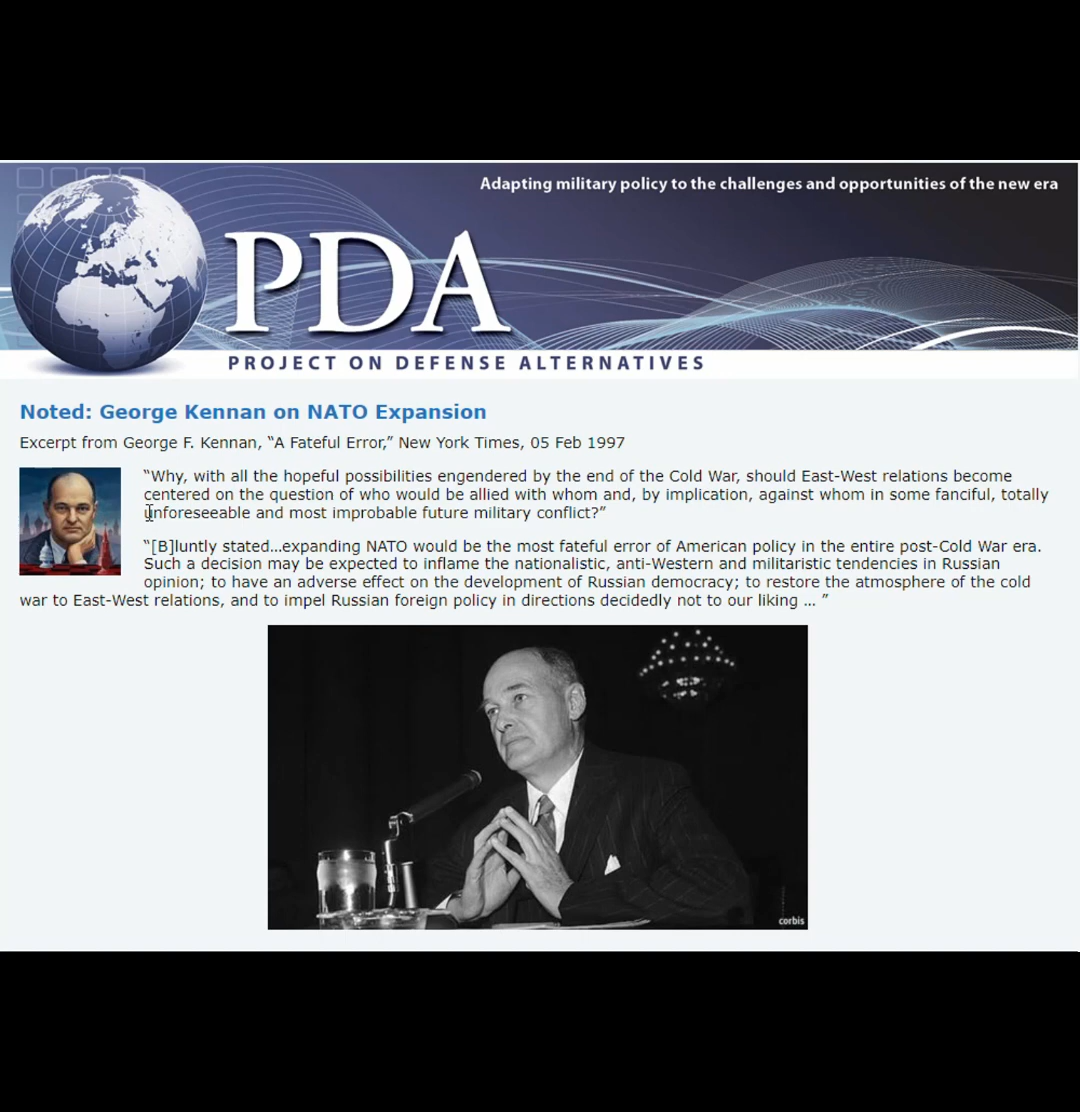 Adapting military policy to the challenges and opportunities of the new era
PDA
PROJECT ON DEFENSE ALTERNATIVES
Noted: George Kennan on NATO Expansion
Excerpt from George F. Kennan, “A Fateful Error,” New York Times, 05 Feb 1997
“Why, with all the hopeful possibilities engendered by the end of the Cold War, should East-West relations become
centered on the question of who would be allied with whom and, by implication, against whom in some fanciful, totally
unforeseeable and most improbable future military conflict?”
“[B]luntly stated…expanding NATO would be the most fateful error of American policy in the entire post-Cold War era.
Such a decision may be expected to inflame the nationalistic, anti-Western and militaristic tendencies in Russian
opinion; to have an adverse effect on the development of Russian democracy; to restore the atmosphere of the cold
war to East-West relations, and to impel Russian foreign policy in directions decidedly not to our liking … ”
corbis